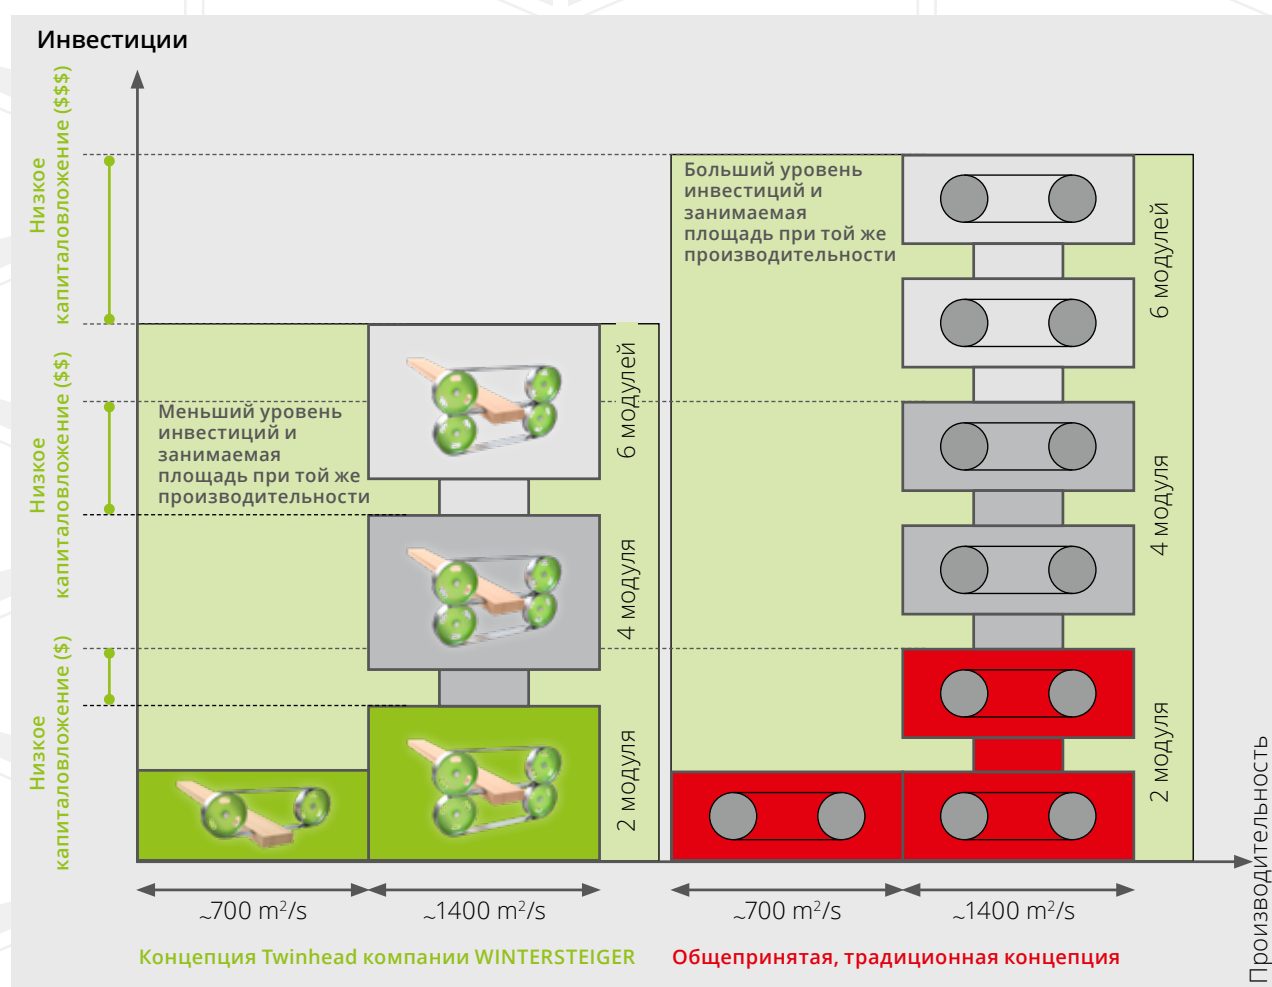 Инвестиции
Низкое
капиталовложение ($$$)
Низкое
капиталовложение ($$)
Низкое
капиталовложение ($)
Меньший уровень
инвестиций и
занимаемая
площадь при той же
производительности
6 модулей
4 модуля
2 модуля
Больший уровень
инвестиций и
занимаемая
площадь при той же
производительности
6 модулей
4 модуля
2 модуля
~700 m²/s
~1400 m²/s
~700 m²/s
~1400 m²/s
Концепция Twinhead компании WINTERSTEIGER
Общепринятая, традиционная концепция
Производительность